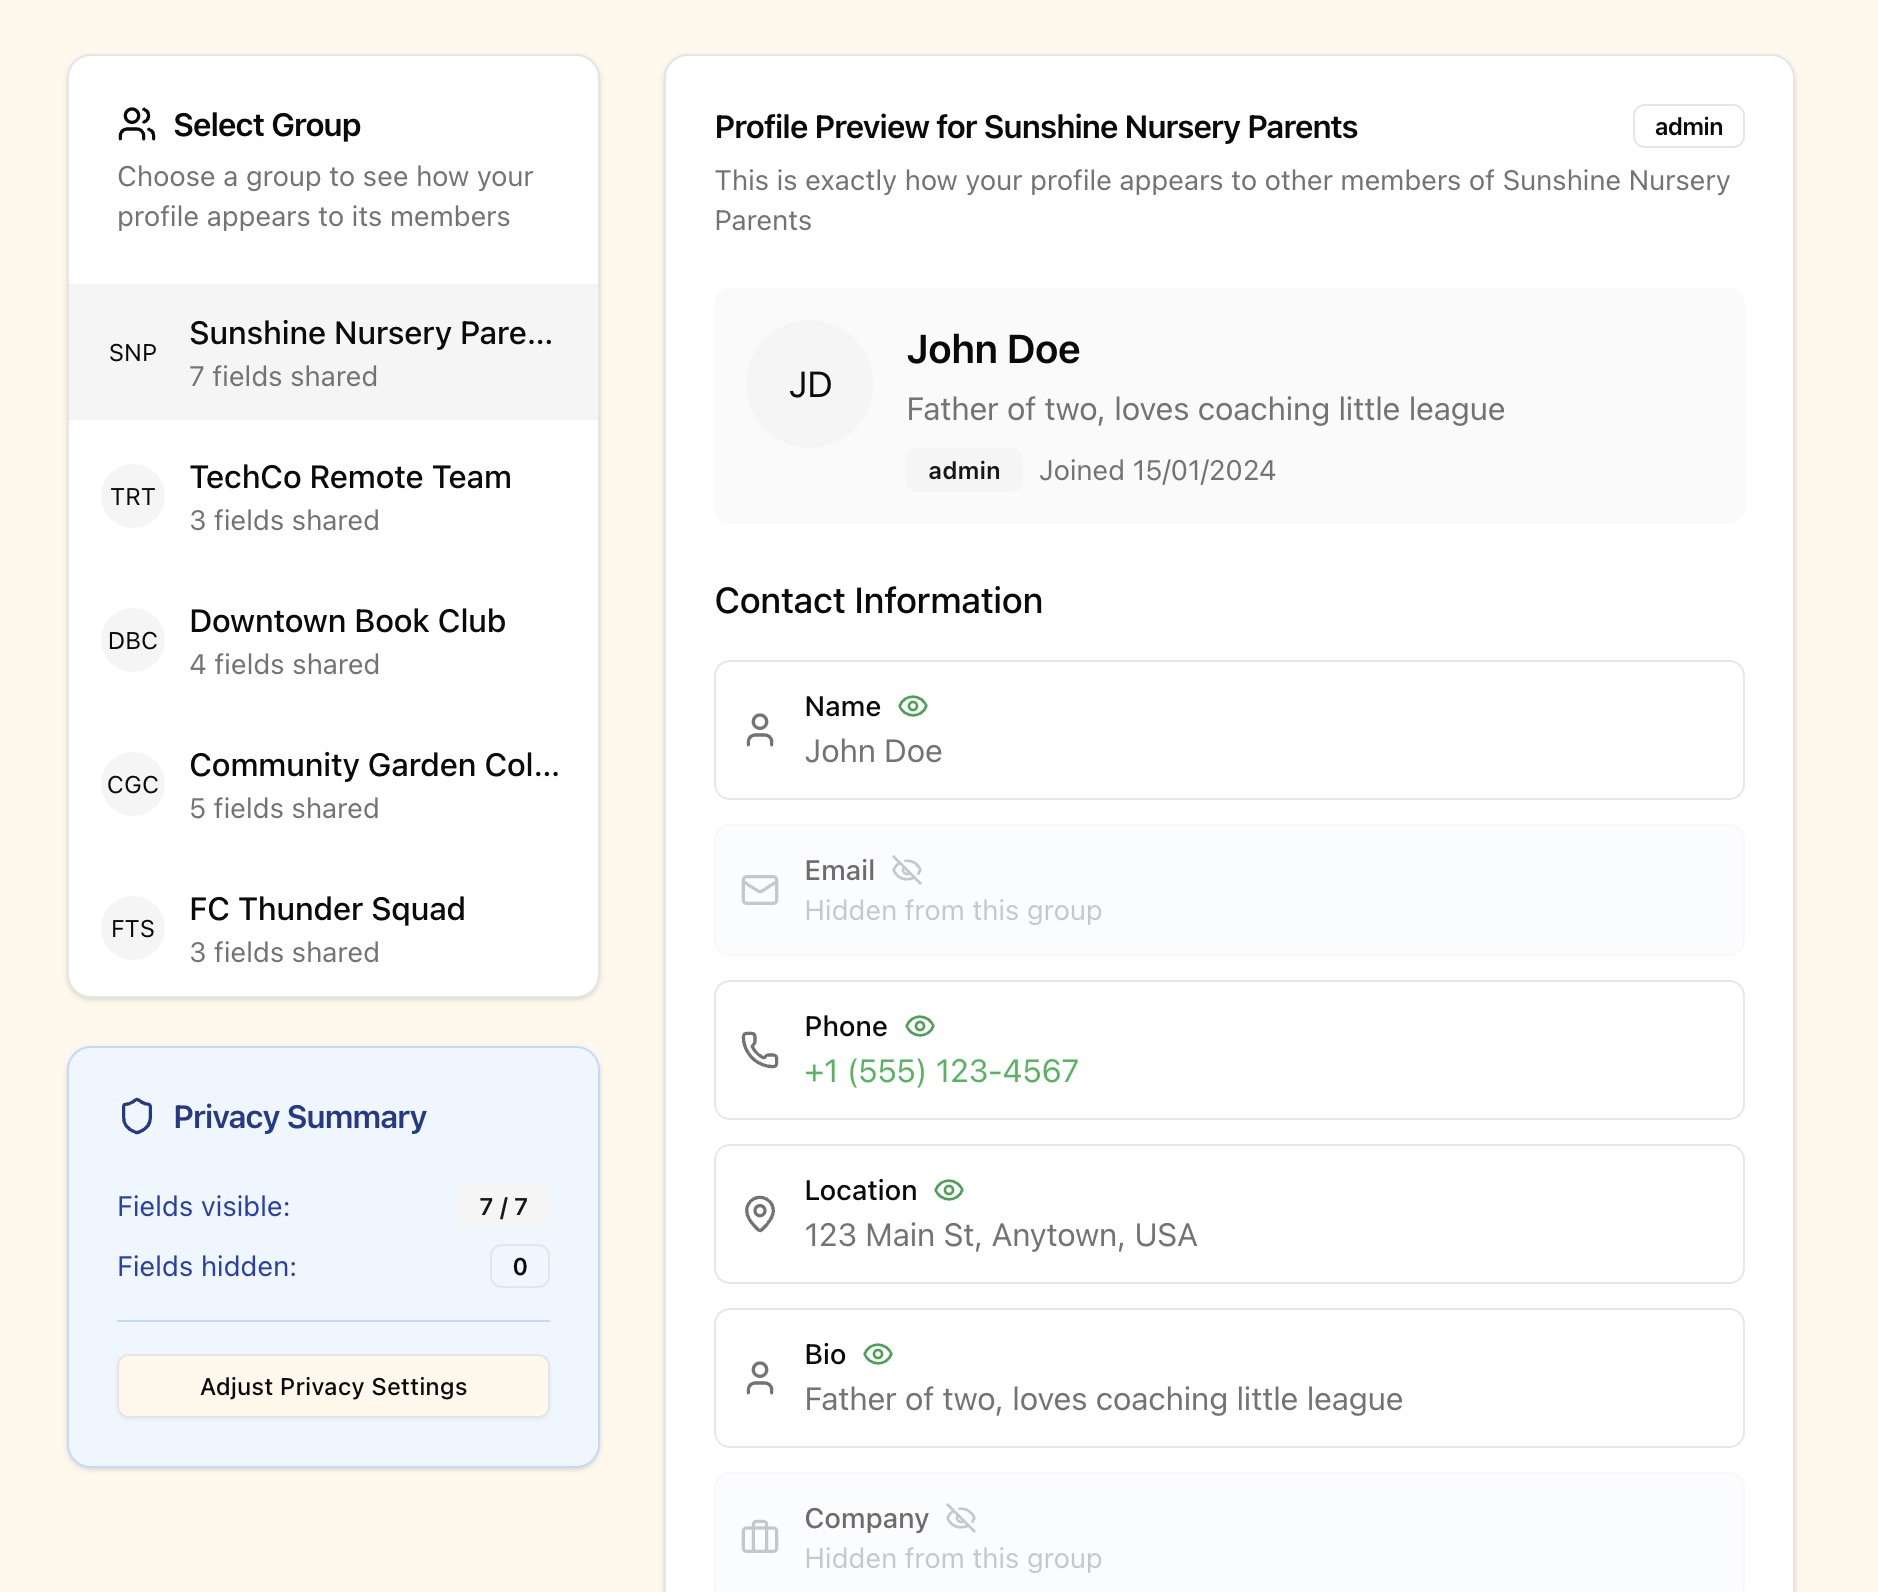 Select Group
Choose a group to see how your
profile appears to its members
SNP
Sunshine Nursery Pare...
7 fields shared
TRT
TechCo Remote Team
3 fields shared
DBC
Downtown Book Club
4 fields shared
CGC
Community Garden Col...
5 fields shared
FTS
FC Thunder Squad
3 fields shared
Privacy Summary
Fields visible: 7 / 7
Fields hidden: 0
Adjust Privacy Settings
Profile Preview for Sunshine Nursery Parents
admin
This is exactly how your profile appears to other members of Sunshine Nursery
Parents
JD
John Doe
Father of two, loves coaching little league
admin Joined 15/01/2024
Contact Information
Name
John Doe
Email
Hidden from this group
Phone
+1 (555) 123-4567
Location
123 Main St, Anytown, USA
Bio
Father of two, loves coaching little league
Company
Hidden from this group